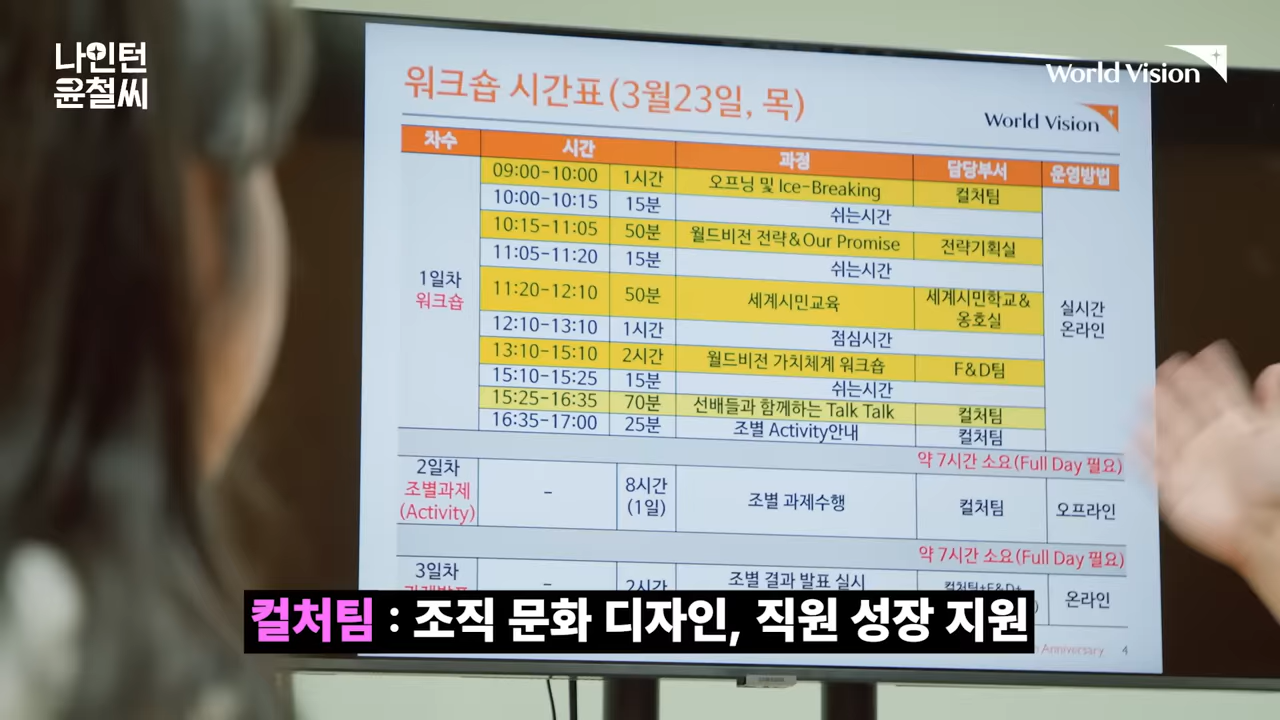 나인턴
윤철씨
World Vision
워크숍 시간표(3월23일, 목)
World Vision
차수 시간 과정 담당부서 운영방법
09:00-10:00 1시간 오프닝 및 Ice-Breaking 컬처팀
10:00-10:15 15분 쉬는시간
10:15-11:05 50분 월드비전 전략&Our Promise 전략기획실
11:05-11:20 15분 쉬는시간
1일차
워크숍
11:20-12:10 50분 세계시민교육 세계시민학교&
옹호실
실시간
온라인
12:10-13:10 1시간 점심시간
13:10-15:10 2시간 월드비전 가치체계 워크숍 F&D팀
15:10-15:25 15분 쉬는시간
15:25-16:35 70분 선배들과 함께하는 Talk Talk 컬처팀
16:35-17:00 25분 조별 Activity안내 컬처팀
약 7시간 소요(Full Day 필요)
2일차
조별과제
(Activity)
- 8시간
(1일)
조별 과제수행 컬처팀 오프라인
약 7시간 소요(Full Day 필요)
3일차 - 2시간 조별 결과 발표 실시 온라인
컬처팀 : 조직 문화 디자인, 직원 성장 지원
Anniversary 4